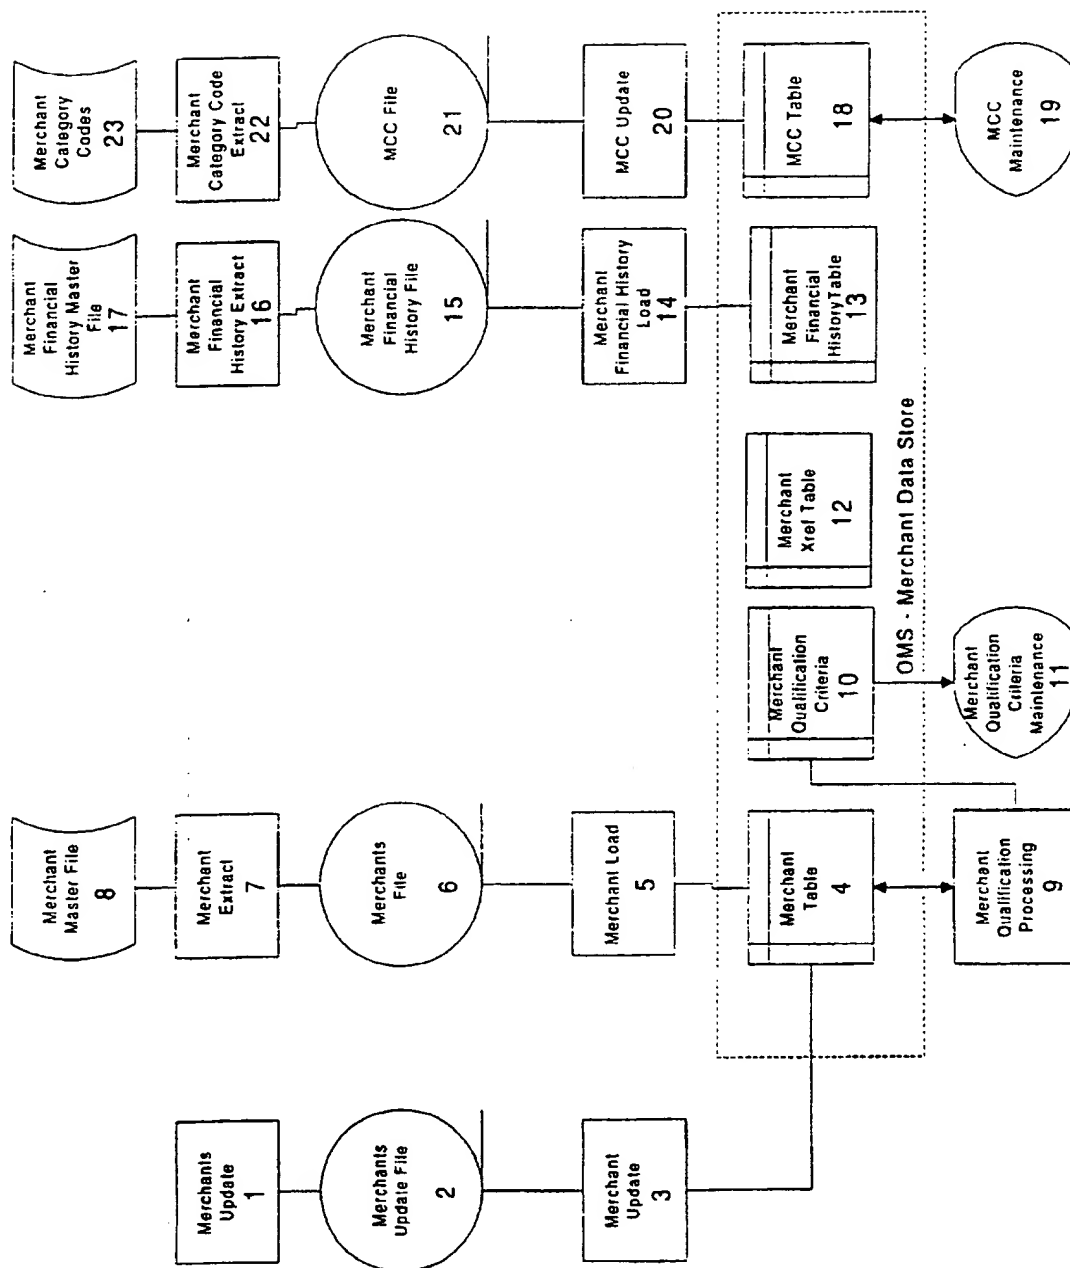 Merchants
Update
1
Merchants
Update File
2
Merchant
Update
3
Merchant
Master File
8
Merchant
Extract
7
Merchants
File
6
Merchant Load
5
Merchant
Table
4
Merchant
Qualification
Processing
9
Merchant
Qualification
Criteria
10
Merchant
Qualification
Criteria
Maintenance
11
Merchant
Xref Table
12
OMS - Merchant Data Store
Merchant
Financial
History Master
File
17
Merchant
Financial
History Extract
16
Merchant
Financial
History File
15
Merchant
Financial History
Load
14
Merchant
Financial
HistoryTable
13
Merchant
Category
Codes
23
Merchant
Category Code
Extract
22
MCC File
21
MCC Update
20
MCC Table
18
MCC
Maintenance
19